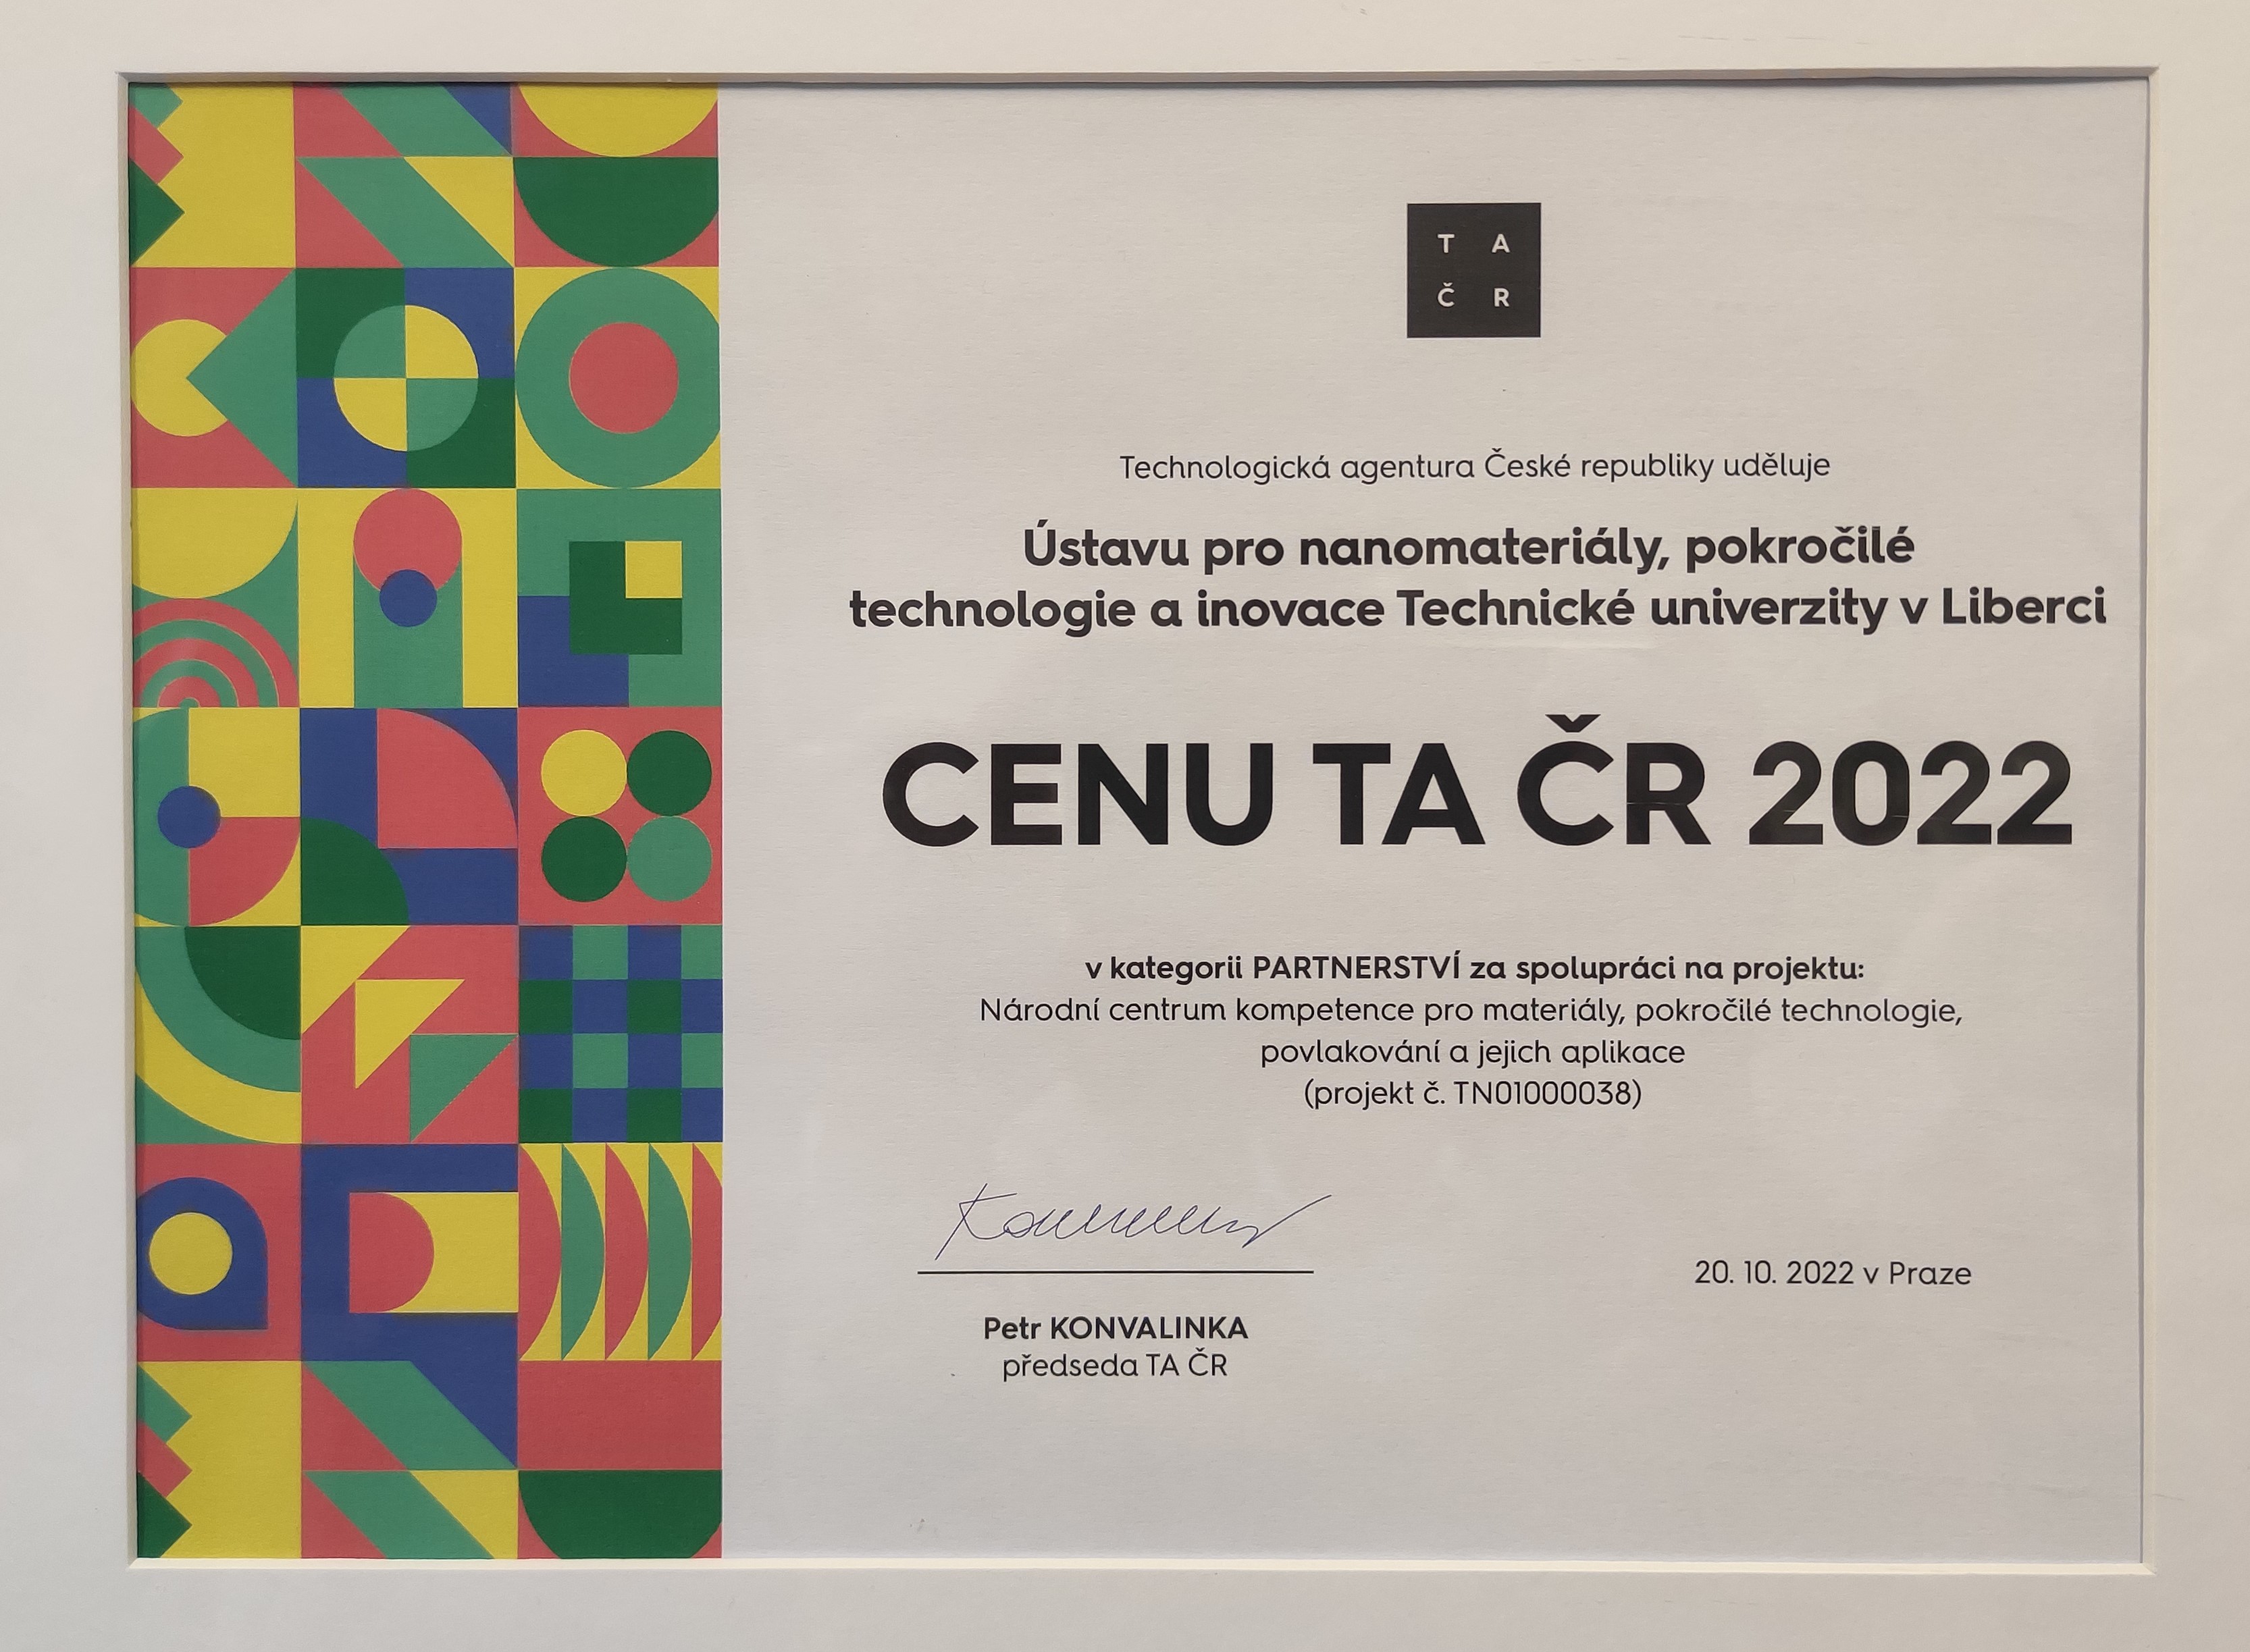 T A
Č R
Technologická agentura České republiky uděluje
Ústavu pro nanomateriály, pokročilé
technologie a inovace Technické univerzity v Liberci
CENU TA ČR 2022
v kategorii PARTNERSTVÍ za spolupráci na projektu:
Národní centrum kompetence pro materiály, pokročilé technologie,
povlakování a jejich aplikace
(projekt č. TN01000038)
20. 10. 2022 v Praze
Petr KONVALINKA
předseda TA ČR